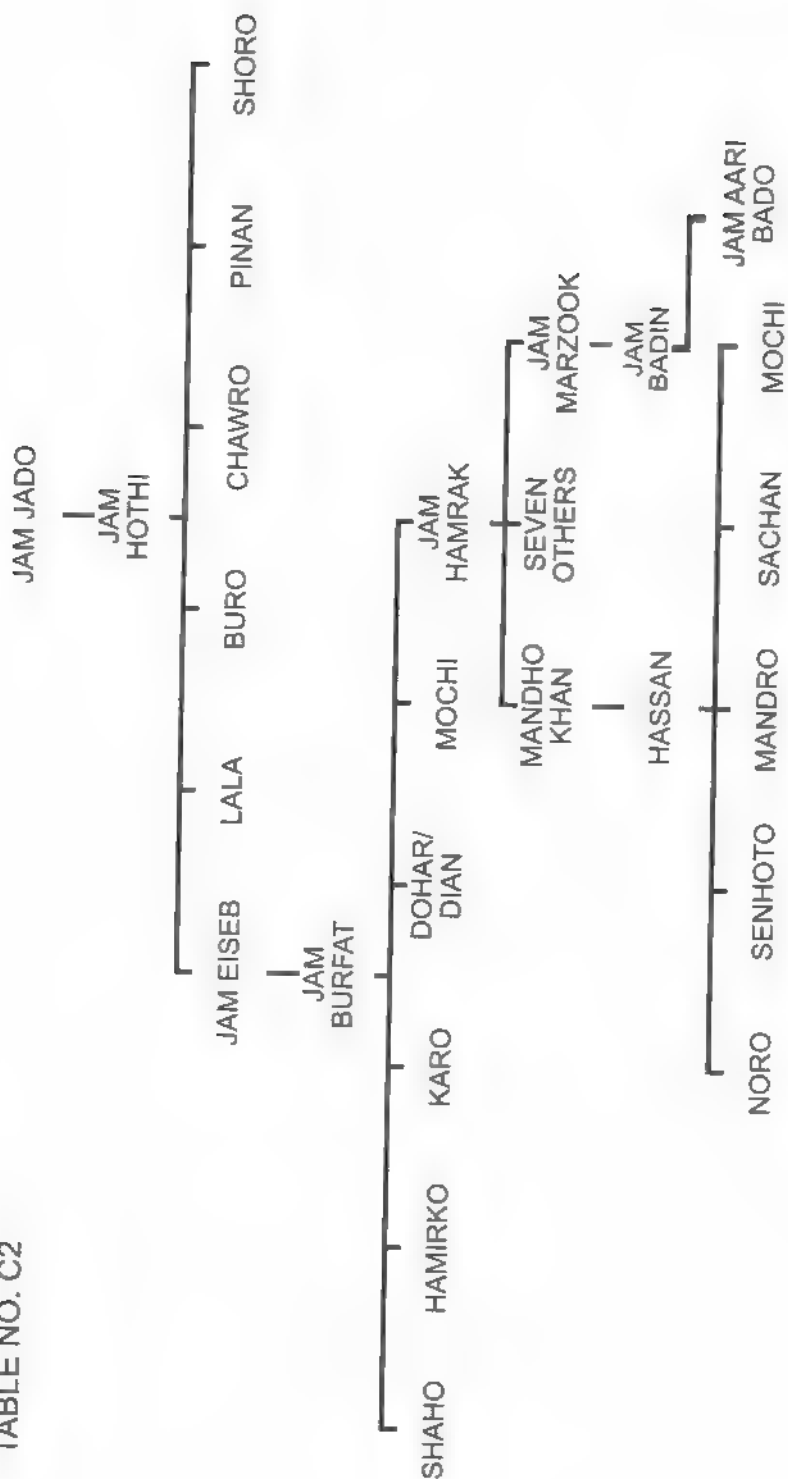 TABLE NO. C2
JAM JADO
JAM
HOTHI
JAM EISEB
LALA
BURO
CHAWRO
PINAN
SHORO
JAM
BURFAT
SHAHO
HAMIRKO
KARO
DOHAR/
DIAN
MOCHI
JAM
HAMRAK
MANDHO
KHAN
SEVEN
OTHERS
JAM
MARZOOK
HASSAN
JAM
BADIN
NORO
SENHOTO
MANDRO
SACHAN
MOCHI
JAM AARI
BADO